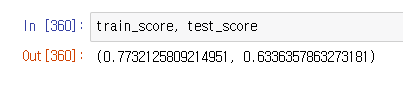 In [360]: train_score, test_score
Out[360]: (0.7732125809214951, 0.6336357863273181)